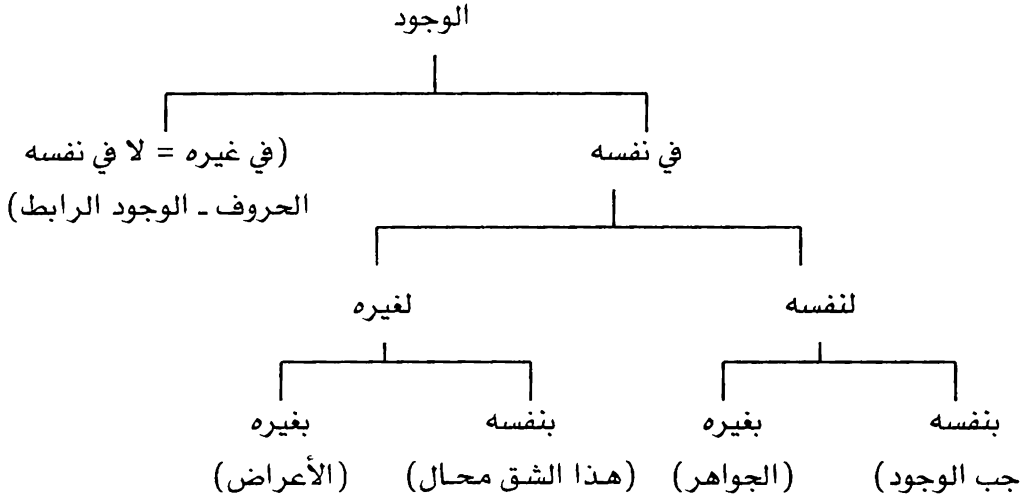 الوجود
في نفسه (في غيره = لا في نفسه
الحروف ـ الوجود الرابط)
لنفسه لغيره
بنفسه بغيره بنفسه بغيره
جب الوجود) (الجواهر) (هذا الشق محال) (الأعراض)